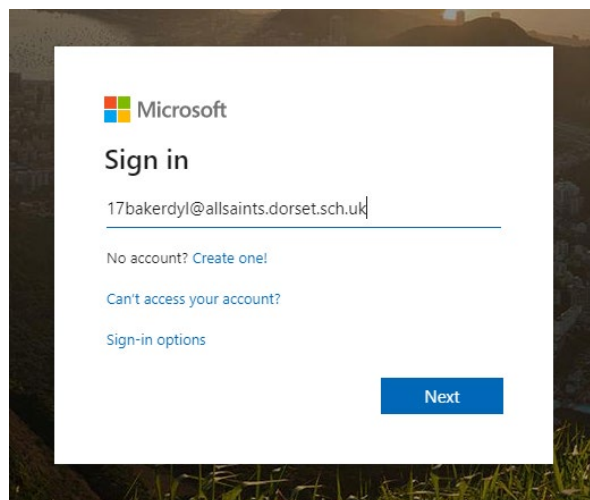 Microsoft
Sign in
17bakerdyl@allsaints.dorset.sch.uk
No account? Create one!
Can't access your account?
Sign-in options
Next